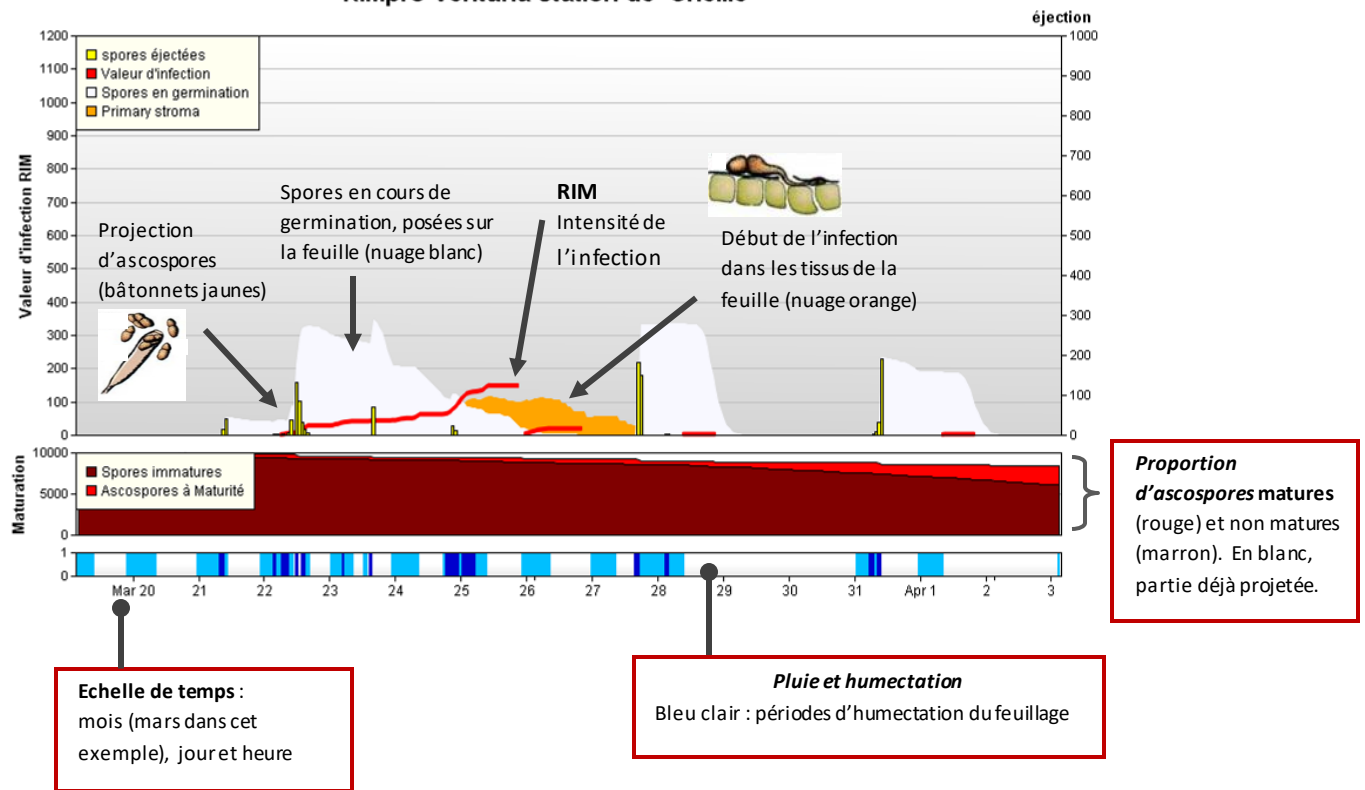 éjection
1200
1100
1000
900
800
700
600
500
400
300
200
100
0
Valeur d'infection RIM
spores éjectées
Valeur d'infection
Spores en germination
Primary stroma
1000
900
800
700
600
500
400
300
200
100
0
Projection
d'ascospores
(bâtonnets jaunes)
Spores en cours de
germination, posées sur
la feuille (nuage blanc)
RIM
Intensité de
l'infection
Début de l'infection
dans les tissus de la
feuille (nuage orange)
10000
5000
0
Maturation
Spores immatures
Ascospores à Maturité
1
0
Mar 20 21 22 23 24 25 26 27 28 29 30 31 Apr 1 2 3
Proportion
d'ascospores matures
(rouge) et non matures
(marron). En blanc,
partie déjà projetée.
Echelle de temps :
mois (mars dans cet
exemple), jour et heure
Pluie et humectation
Bleu clair : périodes d'humectation du feuillage